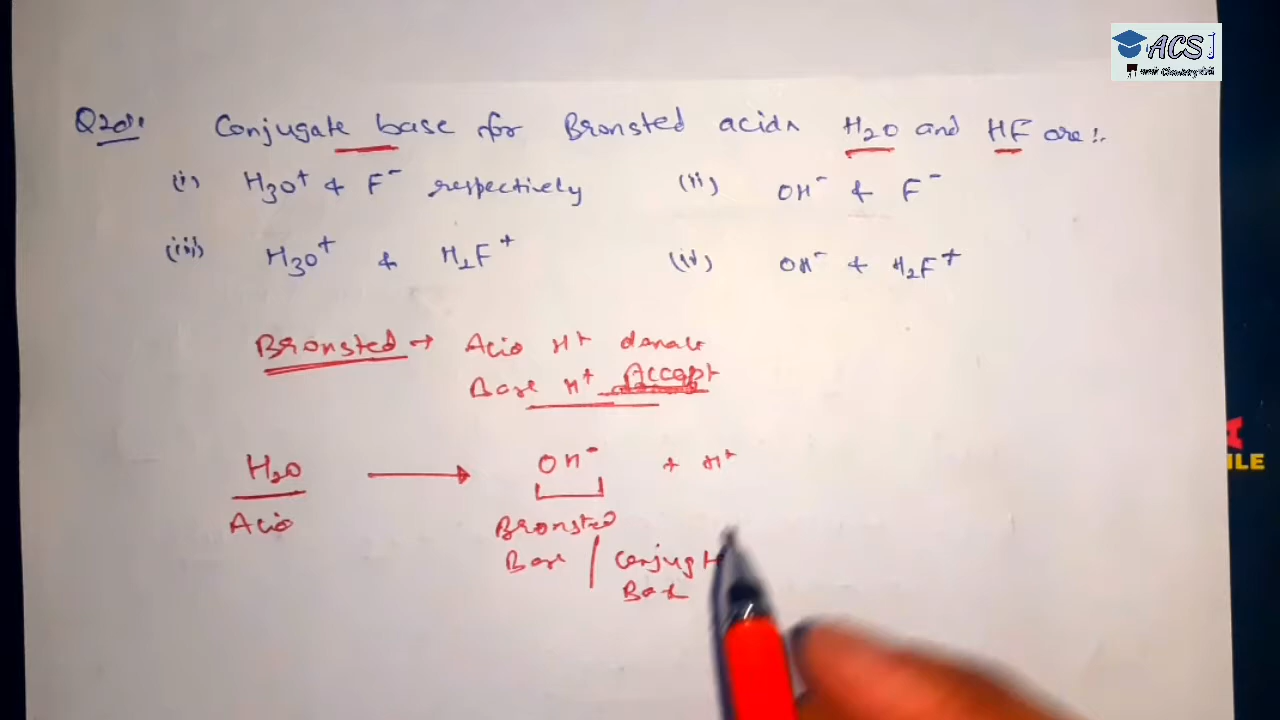 Q20:
Conjugate base for Bronsted acids H2O and HF are:-
(i) H3O+ & F- respectively
(ii) OH- & F-
(iii) H3O+ & H2F+
(iv) OH- & H2F+
Bronsted → Acid H+ donate
Base H+ Accept
H2O → OH- + H+
Acid
Bronsted
Base / Conjugate
Base
ACS
ILE